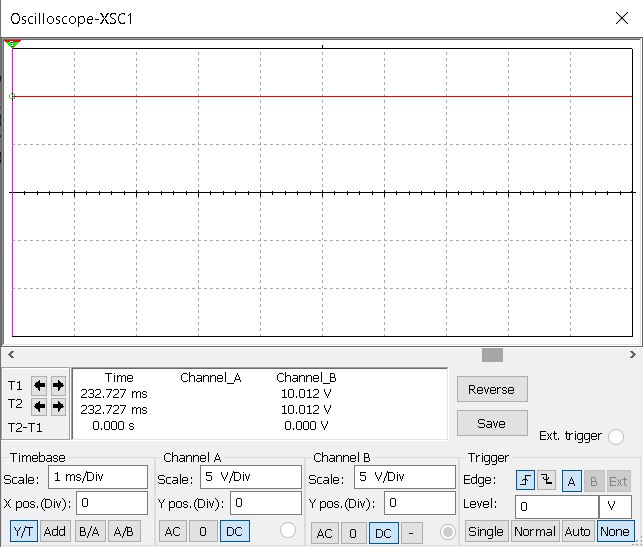 Oscilloscope-XSC1
T1
T2
T2-T1
Time Channel_A Channel_B
232.727 ms 10.012 V
232.727 ms 10.012 V
0.000 s 0.000 V
Reverse
Save
Ext. trigger
Timebase
Scale: 1 ms/Div
X pos.(Div): 0
Y/T Add B/A A/B
Channel A
Scale: 5 V/Div
Y pos.(Div): 0
AC 0 DC
Channel B
Scale: 5 V/Div
Y pos.(Div): 0
AC 0 DC -
Trigger
Edge: A B Ext
Level: 0 V
Single Normal Auto None